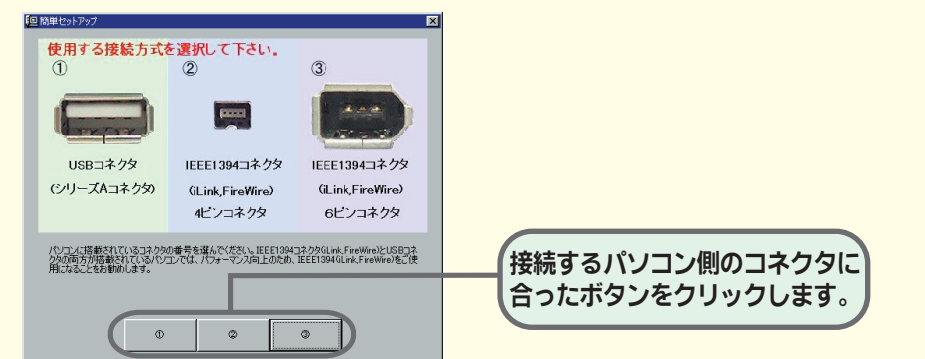 簡単セットアップ
使用する接続方式を選択して下さい。
① ② ③
USBコネクタ IEEE1394コネクタ IEEE1394コネクタ
(シリーズAコネクタ) (iLink,FireWire) (iLink,FireWire)
4ピンコネクタ 6ピンコネクタ
パソコンに搭載されているコネクタの番号を選んでください。IEEE1394コネクタ(iLink,FireWire)とUSBコネ
クタの両方が搭載されているパソコンでは、パフォーマンス向上のため、IEEE1394(iLink,FireWire)をご使
用になることをお勧めします。
接続するパソコン側のコネクタに
合ったボタンをクリックします。
① ② ③